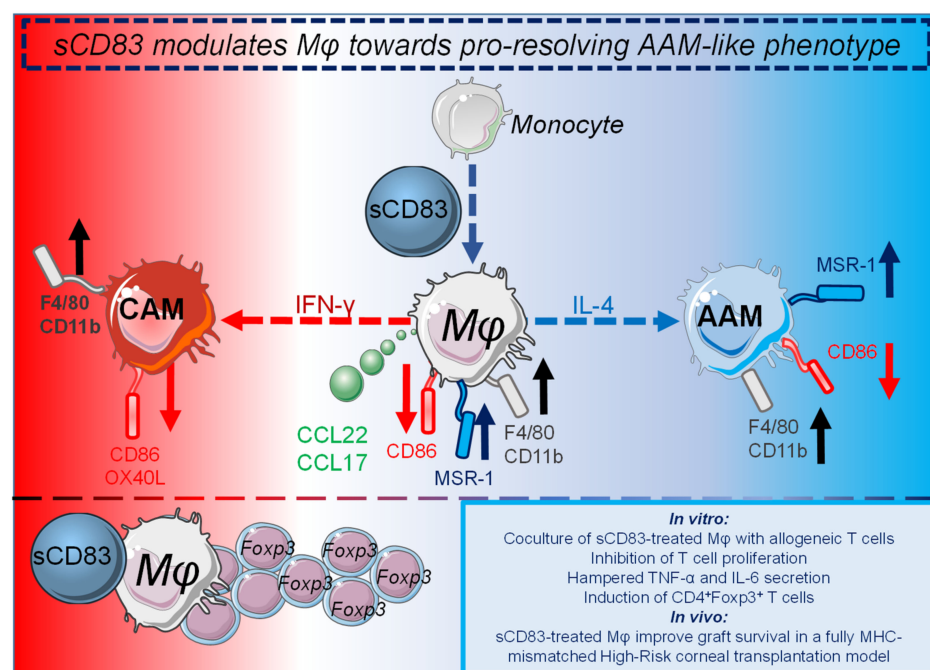 sCD83 modulates Mφ towards pro-resolving AAM-like phenotype
Monocyte
sCD83
MSR-1
F4/80
CD11b
CAM
IFN-γ
Mφ
IL-4
AAM
CD86
CCL22
CCL17
CD86
F4/80
CD11b
MSR-1
F4/80
CD11b
CD86
OX40L
sCD83
Mφ
Foxp3
Foxp3
Foxp3
Foxp3
Foxp3
Foxp3
In vitro:
Coculture of sCD83-treated Mφ with allogeneic T cells
Inhibition of T cell proliferation
Hampered TNF-α and IL-6 secretion
Induction of CD4⁺Foxp3⁺ T cells
In vivo:
sCD83-treated Mφ improve graft survival in a fully MHC-
mismatched High-Risk corneal transplantation model